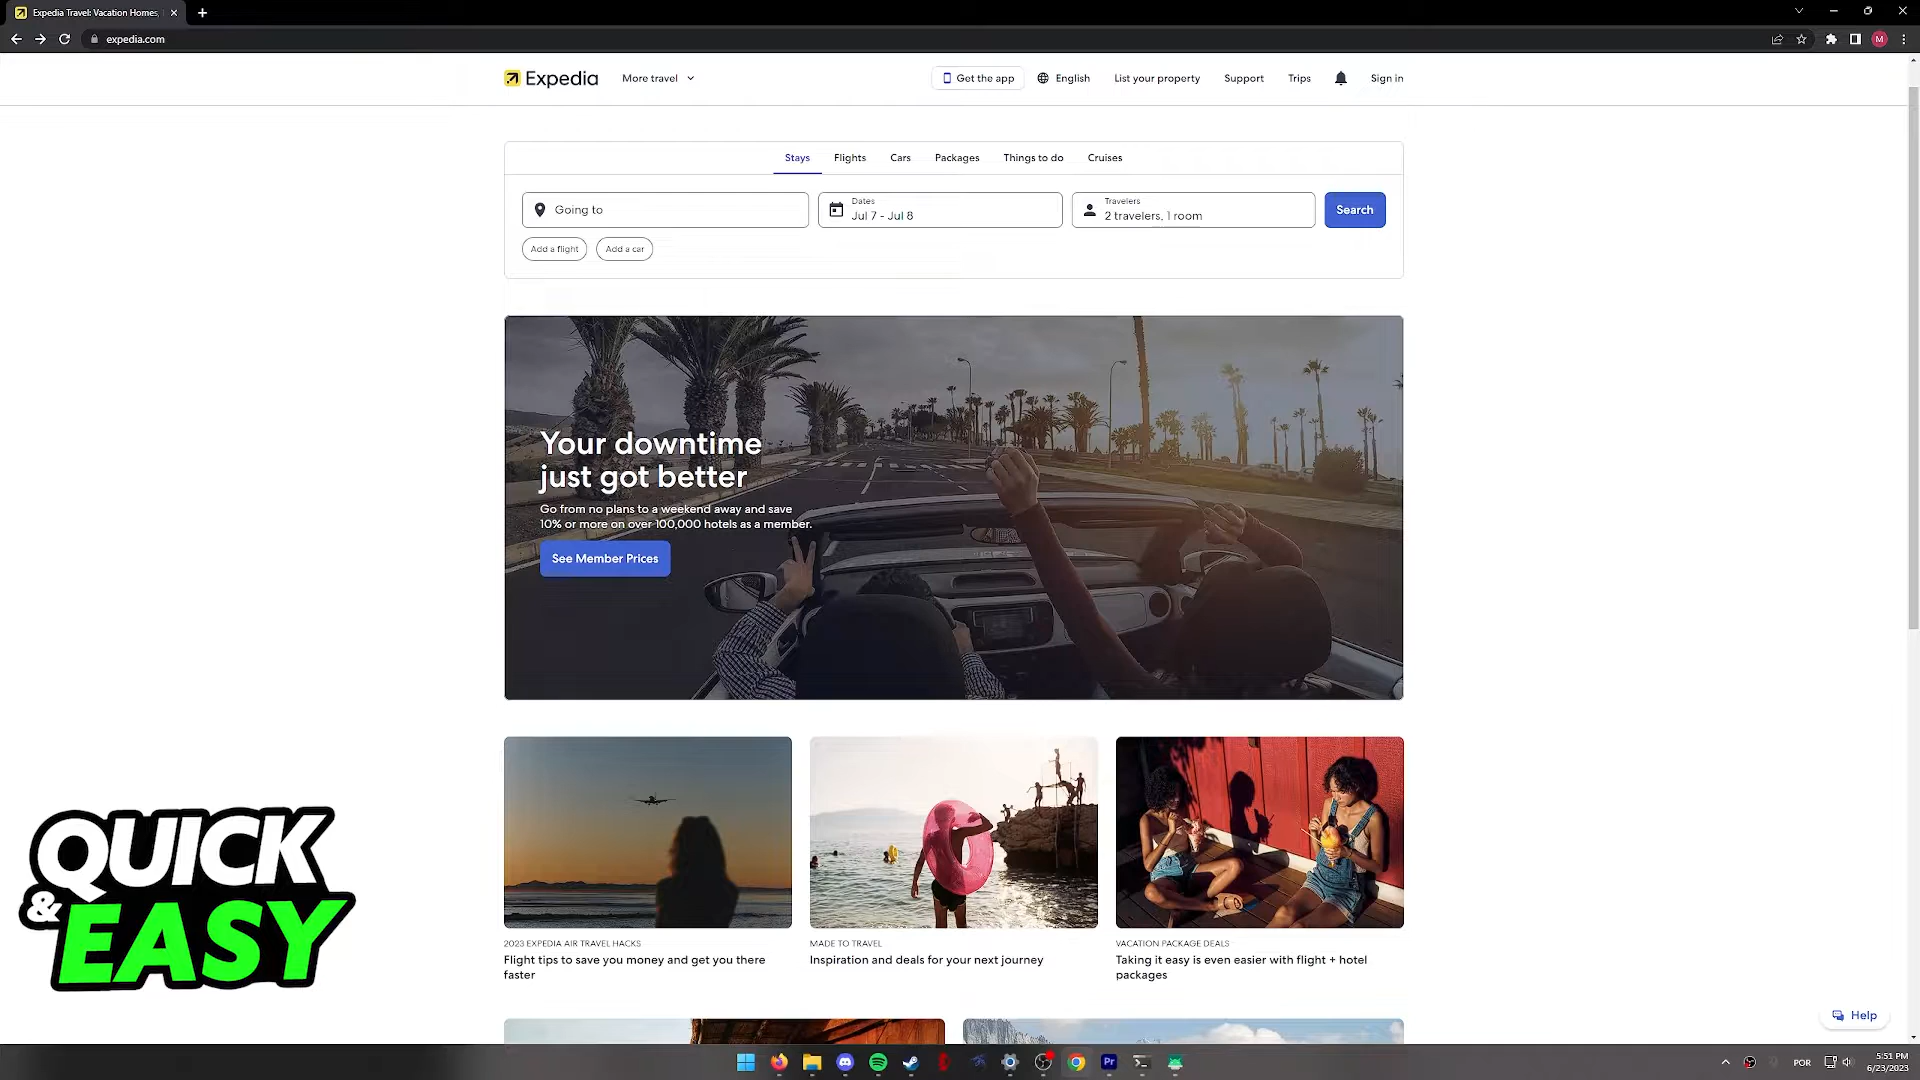 Expedia Travel: Vacation Homes,
expedia.com
M
Expedia
More travel
Get the app
English
List your property
Support
Trips
Sign in
Stays
Flights
Cars
Packages
Things to do
Cruises
Going to
Dates
Jul 7 - Jul 8
Travelers
2 travelers, 1 room
Search
Add a flight
Add a car
Your downtime
just got better
Go from no plans to a weekend away and save
10% or more on over 100,000 hotels as a member.
See Member Prices
2023 EXPEDIA AIR TRAVEL HACKS
Flight tips to save you money and get you there
faster
MADE TO TRAVEL
Inspiration and deals for your next journey
VACATION PACKAGE DEALS
Taking it easy is even easier with flight + hotel
packages
QUICK
& EASY
Help
Pr
POR
5:51 PM
6/23/2023